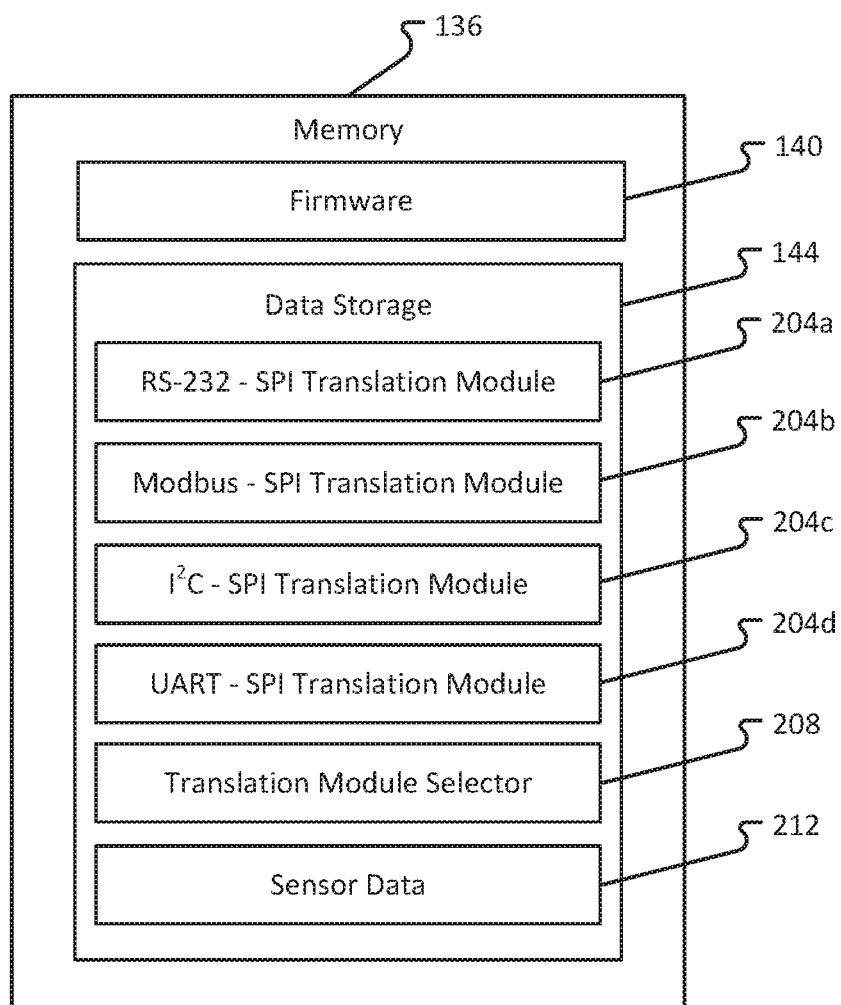 136
Memory
140
Firmware
144
Data Storage
204a
RS-232 - SPI Translation Module
204b
Modbus - SPI Translation Module
204c
I²C - SPI Translation Module
204d
UART - SPI Translation Module
208
Translation Module Selector
212
Sensor Data